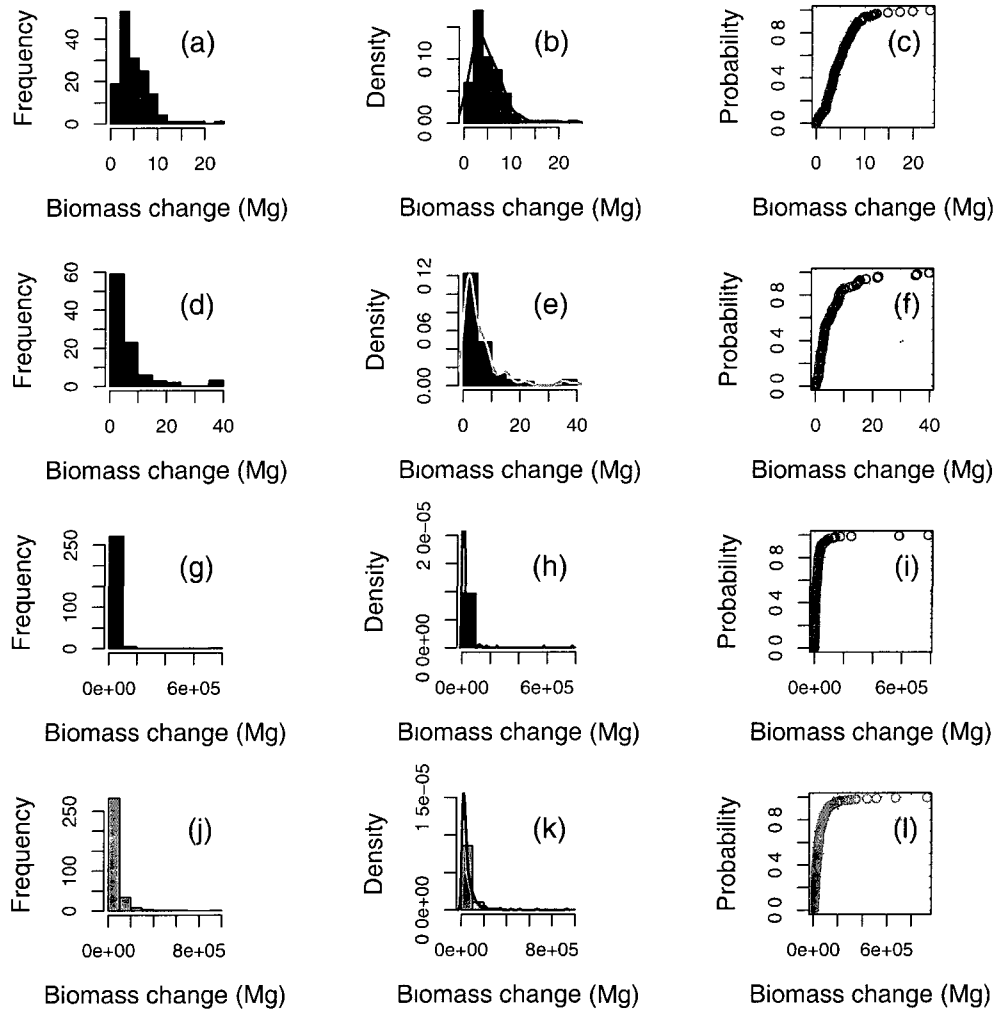 Frequency
0 20 40
(a)
0 10 20
Biomass change (Mg)
Density
0 00 0 10
(b)
0 10 20
Biomass change (Mg)
Probability
0 0 0 4 0 8
(c)
0 10 20
Biomass change (Mg)
Frequency
0 20 40 60
(d)
0 20 40
Biomass change (Mg)
Density
0.00 0 06 0 12
(e)
0 20 40
Biomass change (Mg)
Probability
0 0 0 4 0 8
(f)
0 20 40
Biomass change (Mg)
Frequency
0 100 250
(g)
0e+00 6e+05
Biomass change (Mg)
Density
0 0e+00 2 0e−05
(h)
0e+00 6e+05
Biomass change (Mg)
Probability
0 0 0 4 0 8
(i)
0e+00 6e+05
Biomass change (Mg)
Frequency
0 100 250
(j)
0e+00 8e+05
Biomass change (Mg)
Density
0 0e+00 1 5e−05
(k)
0e+00 8e+05
Biomass change (Mg)
Probability
0 0 0 4 0 8
(l)
0e+00 6e+05
Biomass change (Mg)